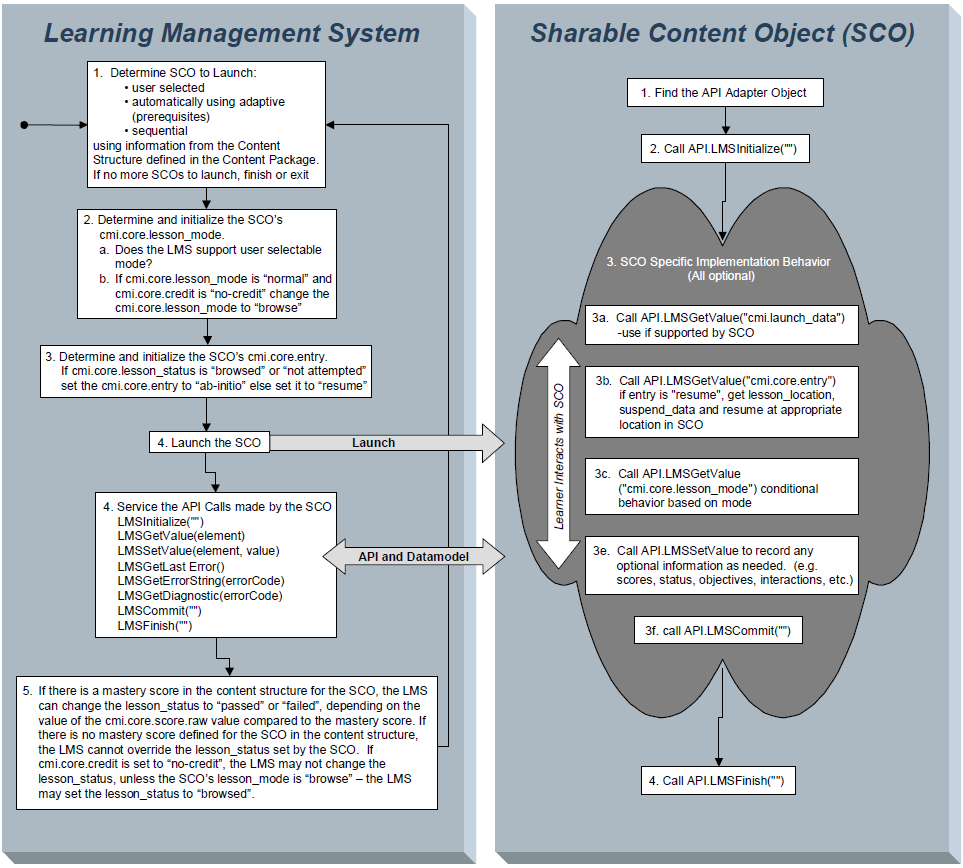 Learning Management System
1. Determine SCO to Launch:
• user selected
• automatically using adaptive
(prerequisites)
• sequential
using information from the Content
Structure defined in the Content Package.
If no more SCOs to launch, finish or exit
2. Determine and initialize the SCO's
cmi.core.lesson_mode.
a. Does the LMS support user selectable
mode?
b. If cmi.core.lesson_mode is “normal” and
cmi.core.credit is “no-credit” change the
cmi.core.lesson_mode to “browse”
3. Determine and initialize the SCO's cmi.core.entry.
If cmi.core.lesson_status is “browsed” or “not attempted”
set the cmi.core.entry to “ab-initio” else set it to “resume”
4. Launch the SCO
Launch
4. Service the API Calls made by the SCO
LMSInitialize("")
LMSGetValue(element)
LMSSetValue(element, value)
LMSGetLast Error()
LMSGetErrorString(errorCode)
LMSGetDiagnostic(errorCode)
LMSCommit("")
LMSFinish("")
API and Datamodel
5. If there is a mastery score in the content structure for the SCO, the LMS
can change the lesson_status to “passed” or “failed”, depending on the
value of the cmi.core.score.raw value compared to the mastery score. If
there is no mastery score defined for the SCO in the content structure,
the LMS cannot override the lesson_status set by the SCO. If
cmi.core.credit is set to “no-credit”, the LMS may not change the
lesson_status, unless the SCO's lesson_mode is “browse” – the LMS
may set the lesson_status to “browsed”.
Sharable Content Object (SCO)
1. Find the API Adapter Object
2. Call API.LMSInitialize("")
3. SCO Specific Implementation Behavior
(All optional)
Learner Interacts with SCO
3a. Call API.LMSGetValue("cmi.launch_data")
-use if supported by SCO
3b. Call API.LMSGetValue("cmi.core.entry")
if entry is "resume", get lesson_location,
suspend_data and resume at appropriate
location in SCO
3c. Call API.LMSGetValue
("cmi.core.lesson_mode") conditional
behavior based on mode
3e. Call API.LMSSetValue to record any
optional information as needed. (e.g.
scores, status, objectives, interactions, etc.)
3f. call API.LMSCommit("")
4. Call API.LMSFinish("")